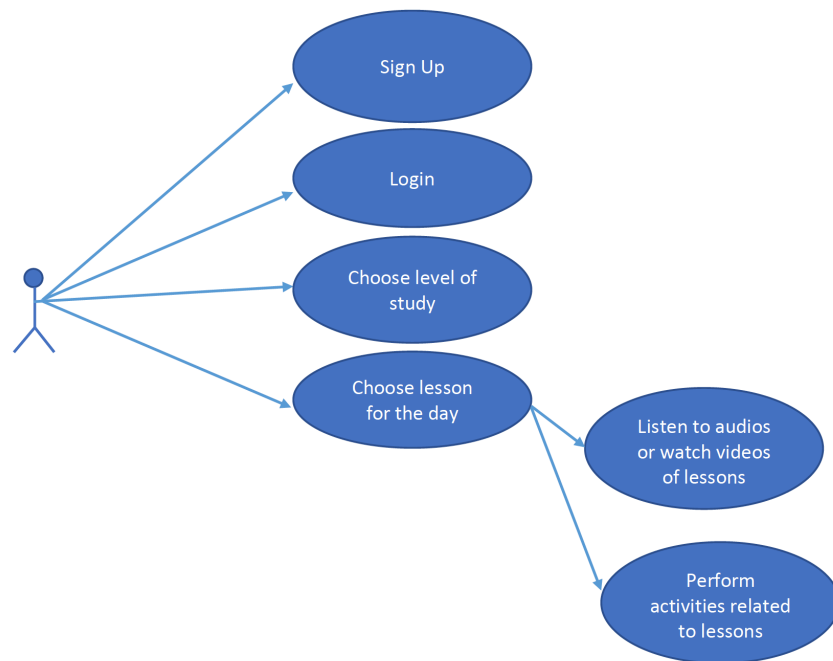 Sign Up
Login
Choose level of
study
Choose lesson
for the day
Listen to audios
or watch videos
of lessons
Perform
activities related
to lessons